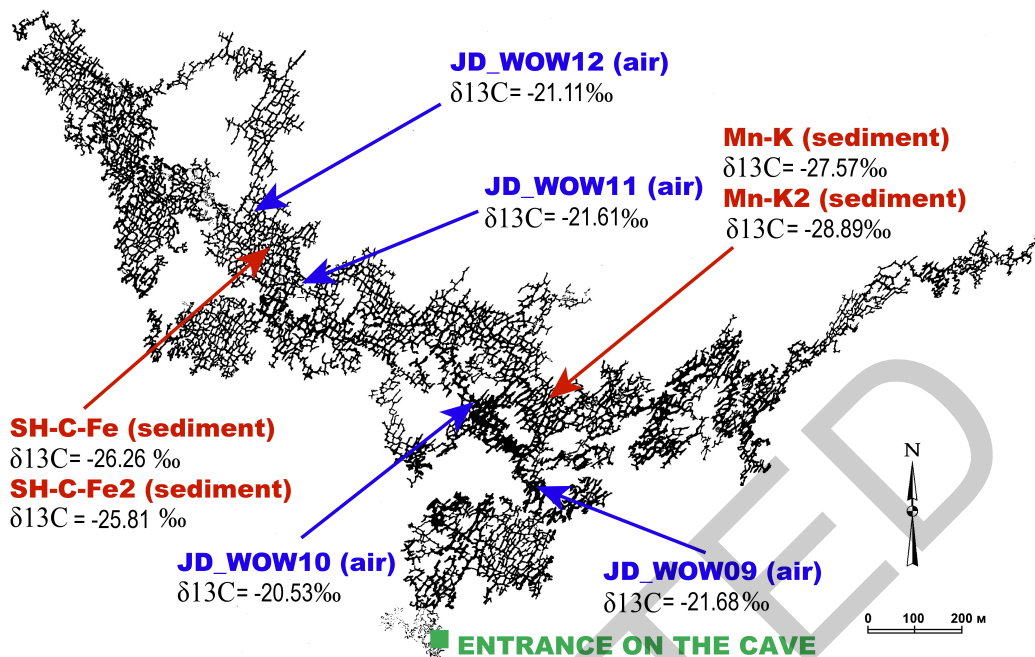 JD_WOW12 (air)
δ13C= -21.11‰
Mn-K (sediment)
δ13C= -27.57‰
Mn-K2 (sediment)
δ13C= -28.89‰
JD_WOW11 (air)
δ13C= -21.61‰
SH-C-Fe (sediment)
δ13C= -26.26 ‰
SH-C-Fe2 (sediment)
δ13C = -25.81 ‰
N
JD_WOW10 (air)
δ13C= -20.53‰
JD_WOW09 (air)
δ13C= -21.68‰
0 100 200 м
ENTRANCE ON THE CAVE
TED